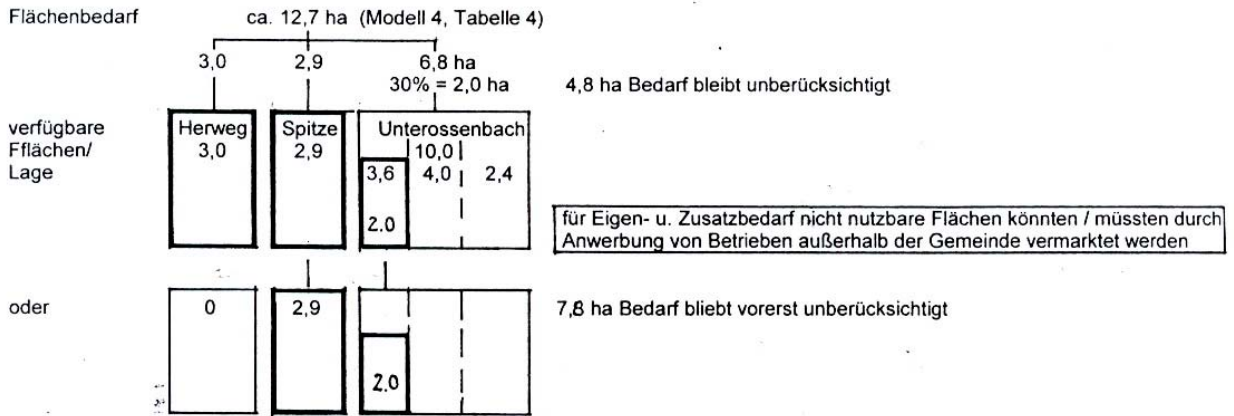 Flächenbedarf ca. 12,7 ha (Modell 4, Tabelle 4)
3,0 2,9 6,8 ha
30% = 2,0 ha 4,8 ha Bedarf bleibt unberücksichtigt
verfügbare Herweg Spitze Unterossenbach
Fflächen/ 3,0 2,9 10,0
Lage 3,6 4,0 2,4
2.0
für Eigen- u. Zusatzbedarf nicht nutzbare Flächen könnten / müssten durch
Anwerbung von Betrieben außerhalb der Gemeinde vermarktet werden
oder 0 2,9 7,8 ha Bedarf bliebt vorerst unberücksichtigt
2.0